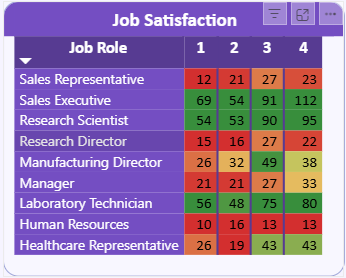 Job Satisfaction
Job Role 1 2 3 4
Sales Representative 12 21 27 23
Sales Executive 69 54 91 112
Research Scientist 54 53 90 95
Research Director 15 16 27 22
Manufacturing Director 26 32 49 38
Manager 21 21 27 33
Laboratory Technician 56 48 75 80
Human Resources 10 16 13 13
Healthcare Representative 26 19 43 43